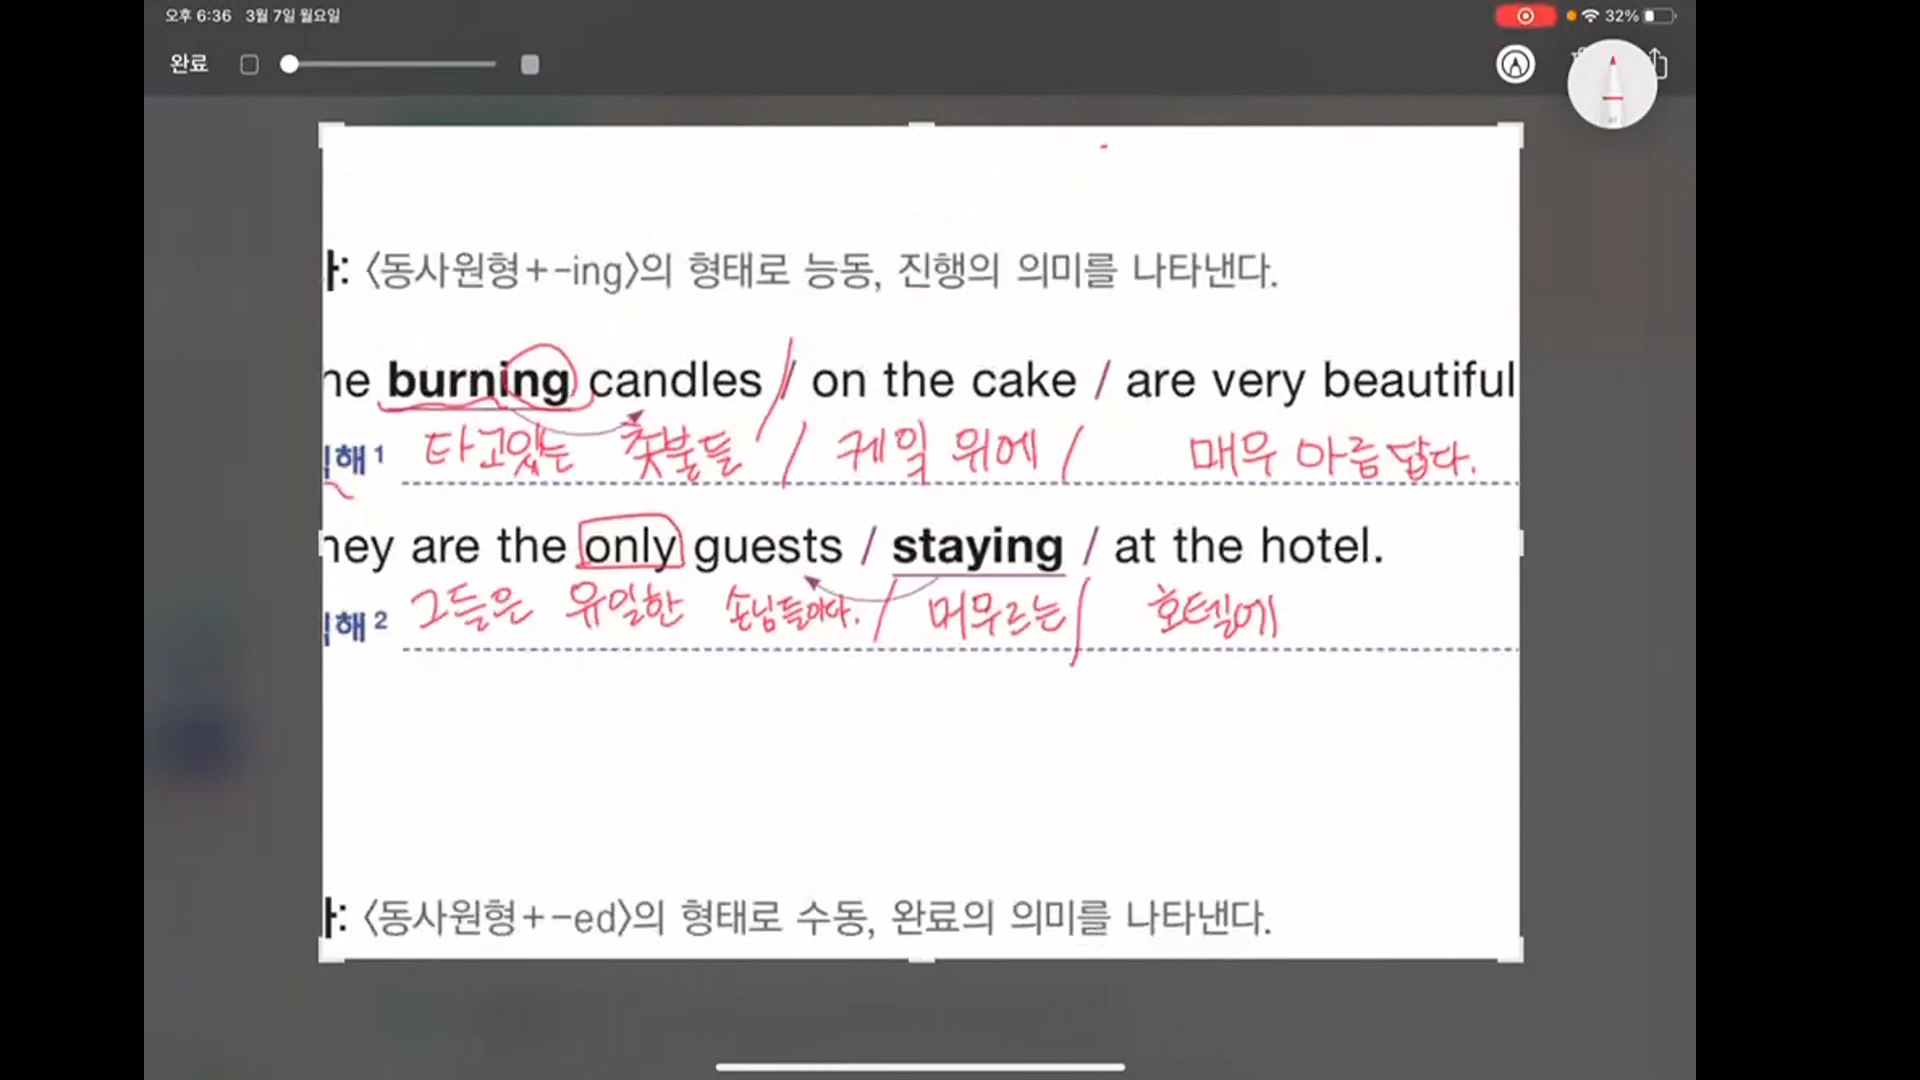 오후 6:36 3월 7일 월요일 32%
완료
: 〈동사원형+-ing〉의 형태로 능동, 진행의 의미를 나타낸다.
he burning candles / on the cake / are very beautiful
해 1 타고있는 촛불들 / 케익 위에 / 매우 아름답다.
hey are the only guests / staying / at the hotel.
해 2 그들은 유일한 손님들이다. / 머무르는 / 호텔에
: 〈동사원형+-ed〉의 형태로 수동, 완료의 의미를 나타낸다.